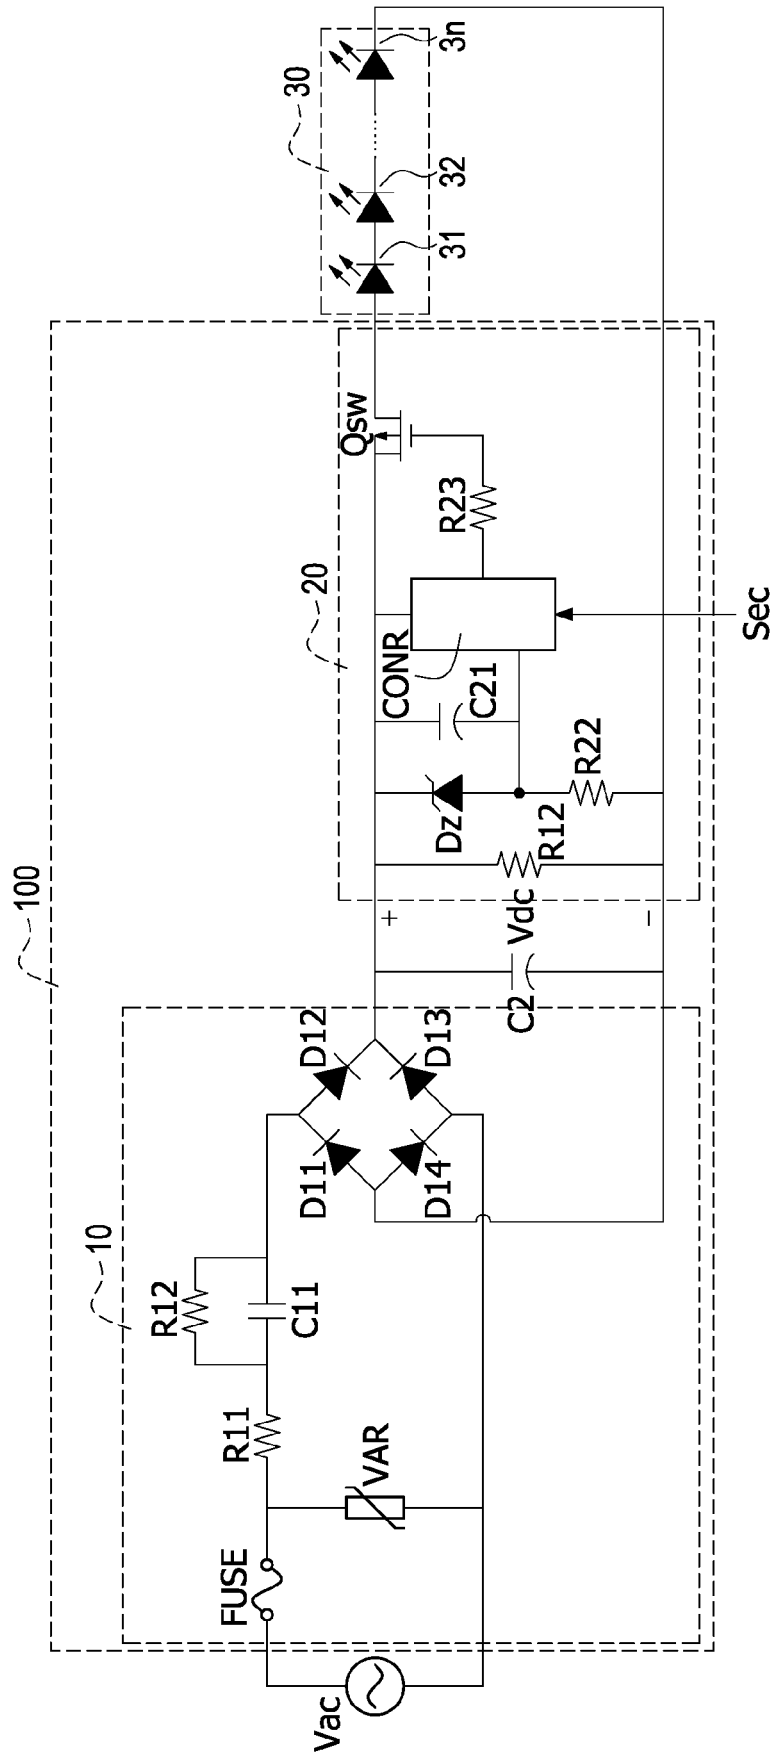 100
10
20
30
Vac
FUSE
VAR
R11
R12
C11
D11
D12
D14
D13
C2
Vdc
+
−
R12
Dz
R22
C21
CONR
R23
Qsw
Sec
31
32
3n